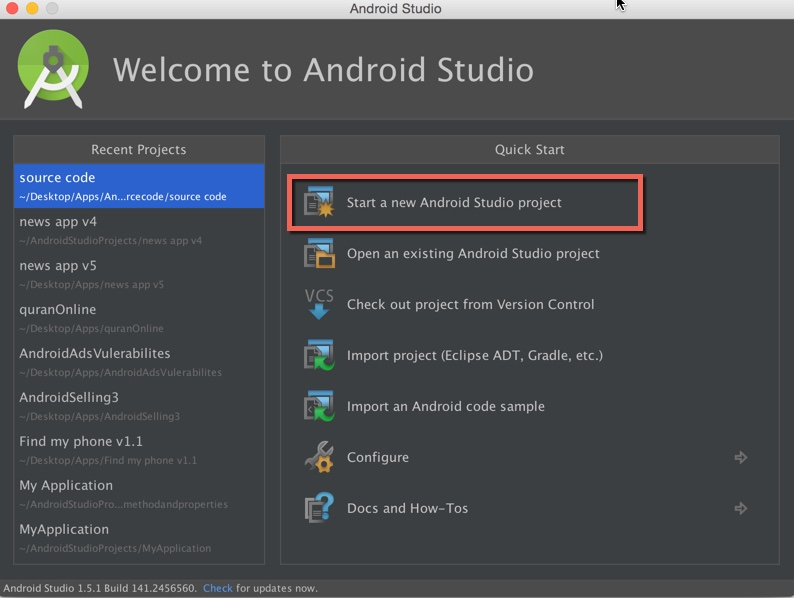 Android Studio
Welcome to Android Studio
Recent Projects
source code
~/Desktop/Apps/An...rcecode/source code
news app v4
~/AndroidStudioProjects/news app v4
news app v5
~/Desktop/Apps/news app v5
quranOnline
~/Desktop/Apps/quranOnline
AndroidAdsVulerabilites
~/Desktop/Apps/AndroidAdsVulerabilites
AndroidSelling3
~/Desktop/Apps/AndroidSelling3
Find my phone v1.1
~/Desktop/Apps/Find my phone v1.1
My Application
~/AndroidStudioPro...methodandproperties
MyApplication
~/AndroidStudioProjects/MyApplication
Quick Start
Start a new Android Studio project
Open an existing Android Studio project
VCS
Check out project from Version Control
Import project (Eclipse ADT, Gradle, etc.)
Import an Android code sample
Configure
Docs and How-Tos
Android Studio 1.5.1 Build 141.2456560. Check for updates now.